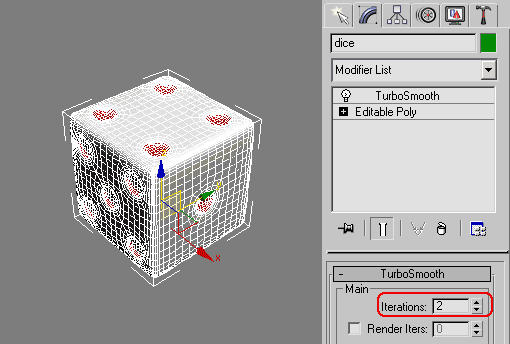 dice
Modifier List
TurboSmooth
Editable Poly
x
TurboSmooth
Main
Iterations: 2
Render Iters: 0